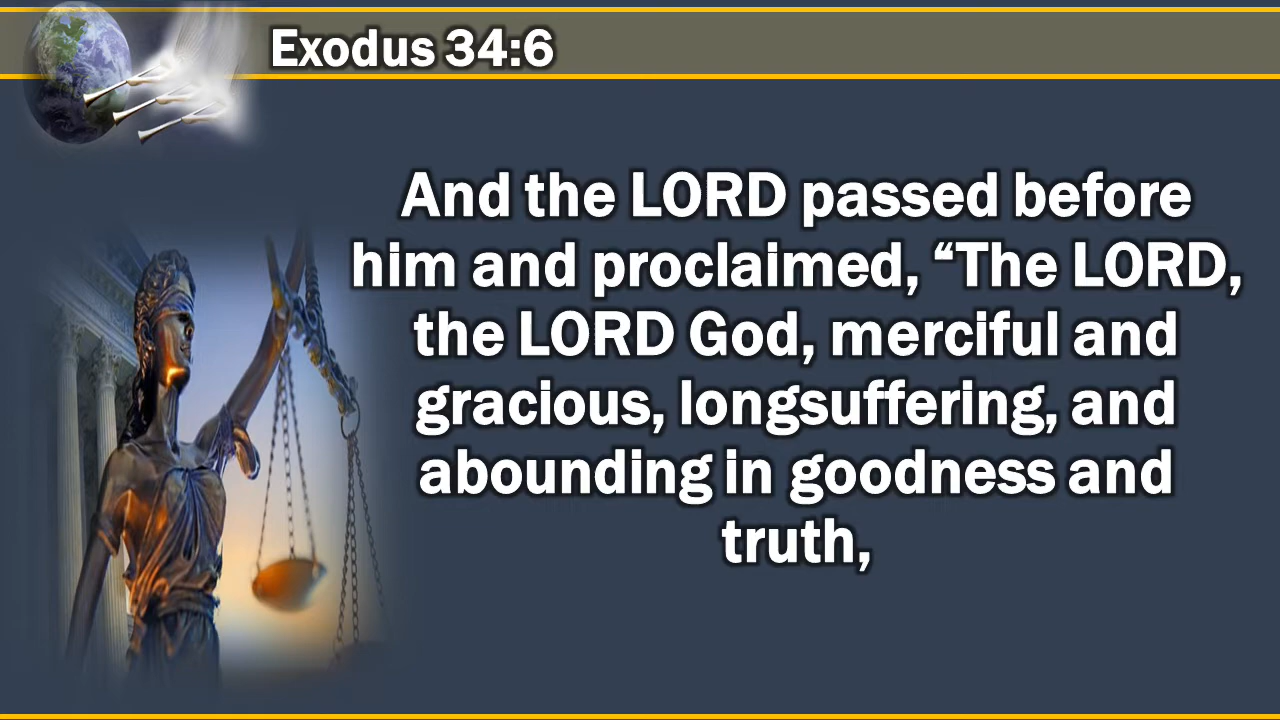 Exodus 34:6
And the LORD passed before
him and proclaimed, “The LORD,
the LORD God, merciful and
gracious, longsuffering, and
abounding in goodness and
truth,